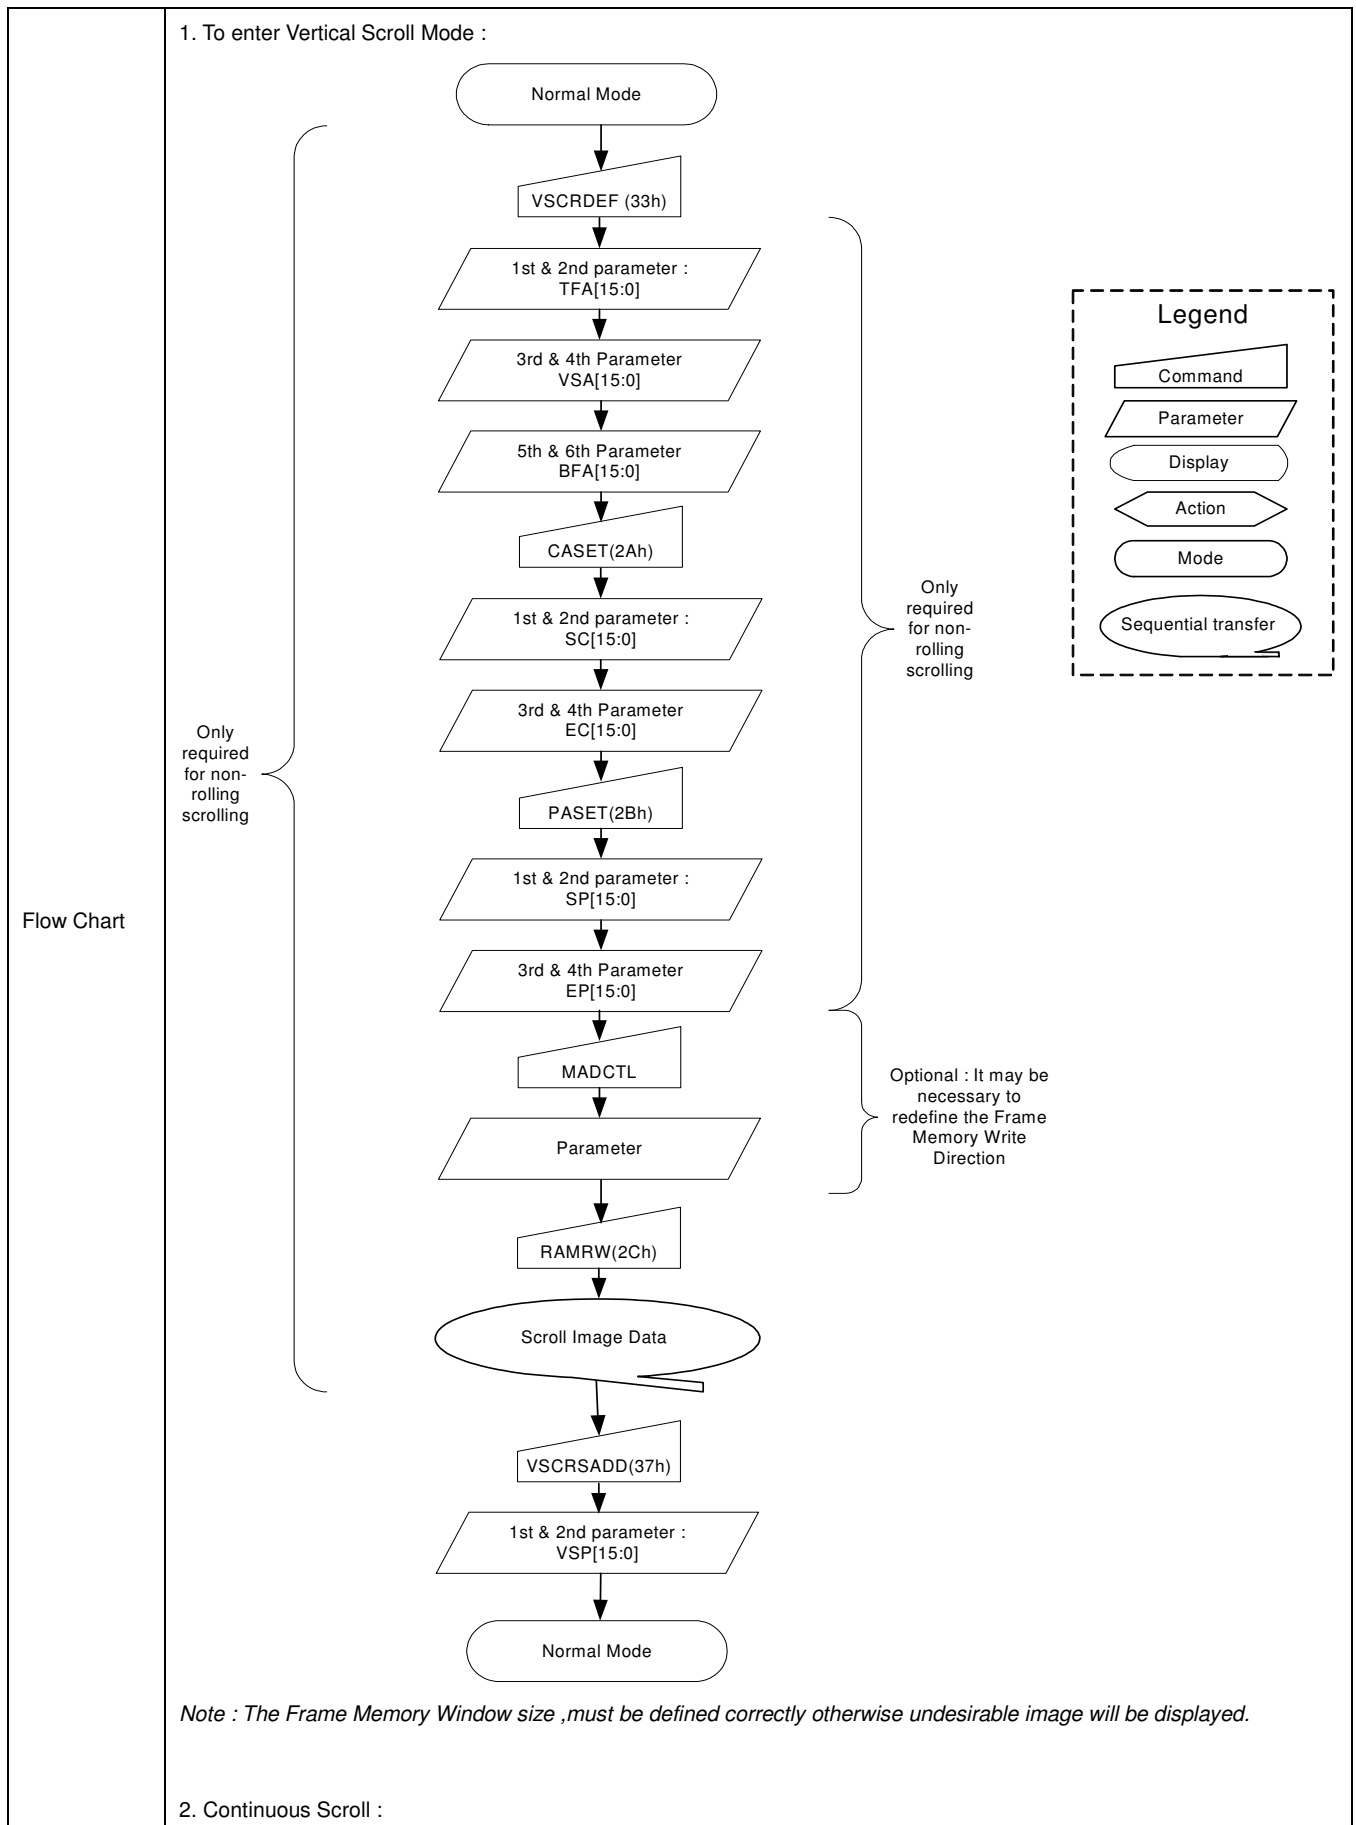 1. To enter Vertical Scroll Mode :
Normal Mode
VSCRDEF (33h)
1st & 2nd parameter :
TFA[15:0]
3rd & 4th Parameter
VSA[15:0]
5th & 6th Parameter
BFA[15:0]
CASET(2Ah)
1st & 2nd parameter :
SC[15:0]
3rd & 4th Parameter
EC[15:0]
PASET(2Bh)
1st & 2nd parameter :
SP[15:0]
3rd & 4th Parameter
EP[15:0]
MADCTL
Parameter
RAMRW(2Ch)
Scroll Image Data
VSCRSADD(37h)
1st & 2nd parameter :
VSP[15:0]
Normal Mode
Only
required
for non-
rolling
scrolling
Only
required
for non-
rolling
scrolling
Optional : It may be
necessary to
redefine the Frame
Memory Write
Direction
Legend
Command
Parameter
Display
Action
Mode
Sequential transfer
Flow Chart
Note : The Frame Memory Window size ,must be defined correctly otherwise undesirable image will be displayed.
2. Continuous Scroll :